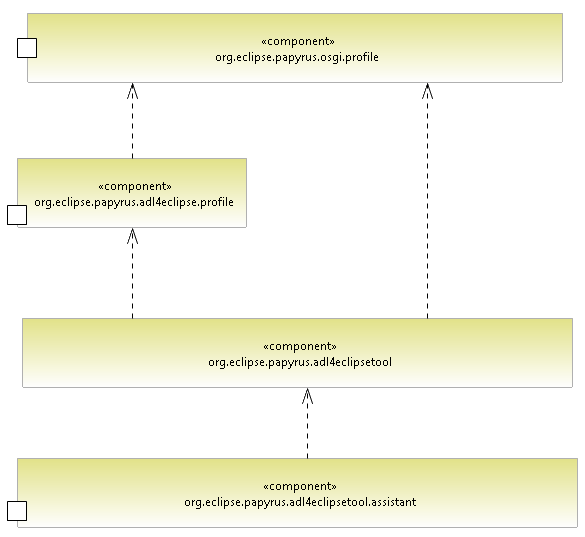 «component»
org.eclipse.papyrus.osgi.profile
«component»
org.eclipse.papyrus.adl4eclipse.profile
«component»
org.eclipse.papyrus.adl4eclipsetool
«component»
org.eclipse.papyrus.adl4eclipsetool.assistant